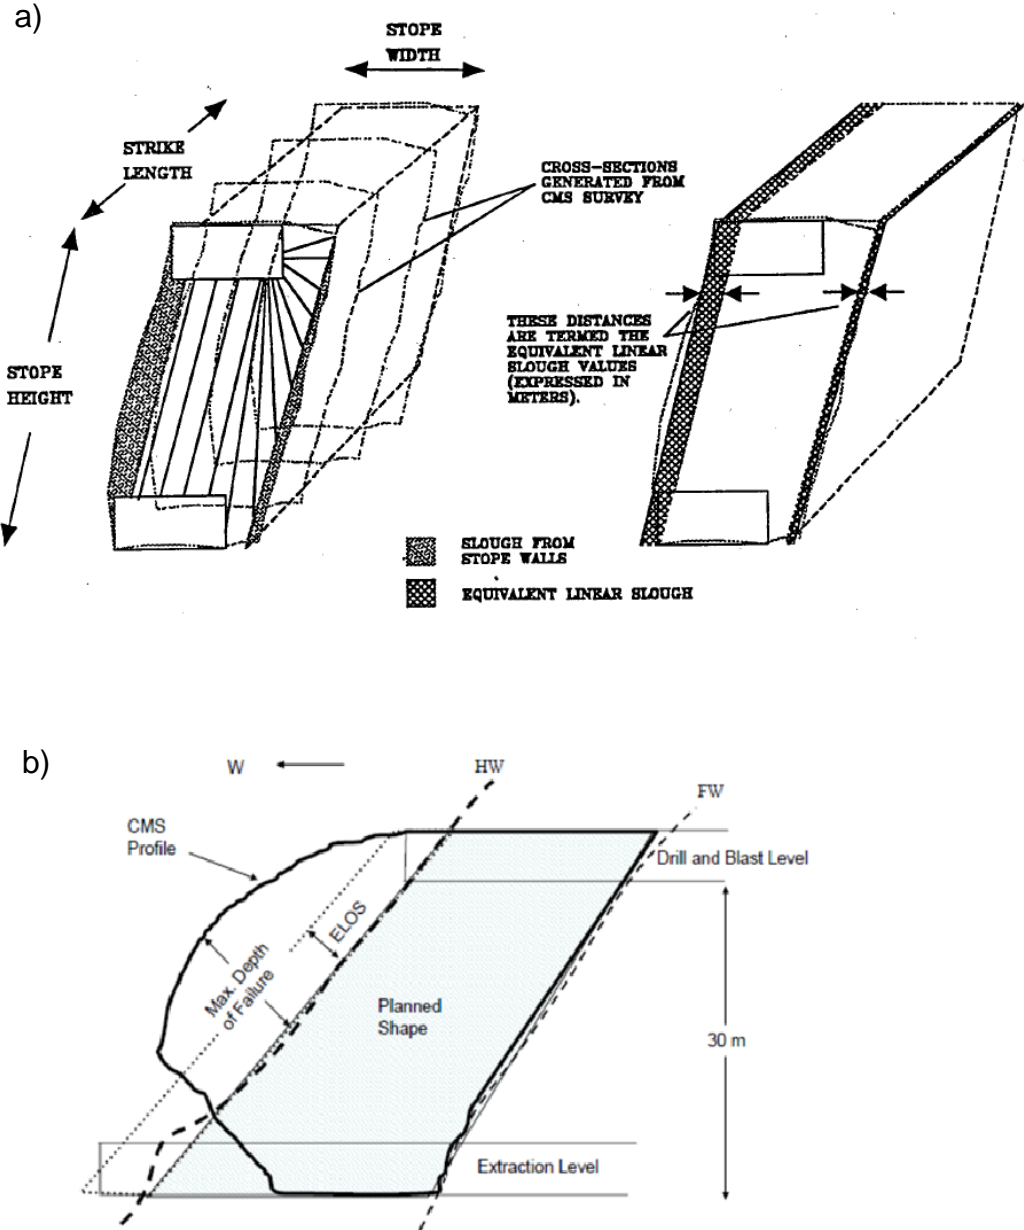 a)
STOPE
WIDTH
STRIKE
LENGTH
CROSS-SECTIONS
GENERATED FROM
CMS SURVEY
THESE DISTANCES
ARE TERMED THE
EQUIVALENT LINEAR
SLOUGH VALUES
(EXPRESSED IN
METERS).
STOPE
HEIGHT
SLOUGH FROM
STOPE WALLS
EQUIVALENT LINEAR SLOUGH
b)
W
HW
FW
CMS
Profile
Drill and Blast Level
ELOS
Max. Depth
of Failure
Planned
Shape
30 m
Extraction Level